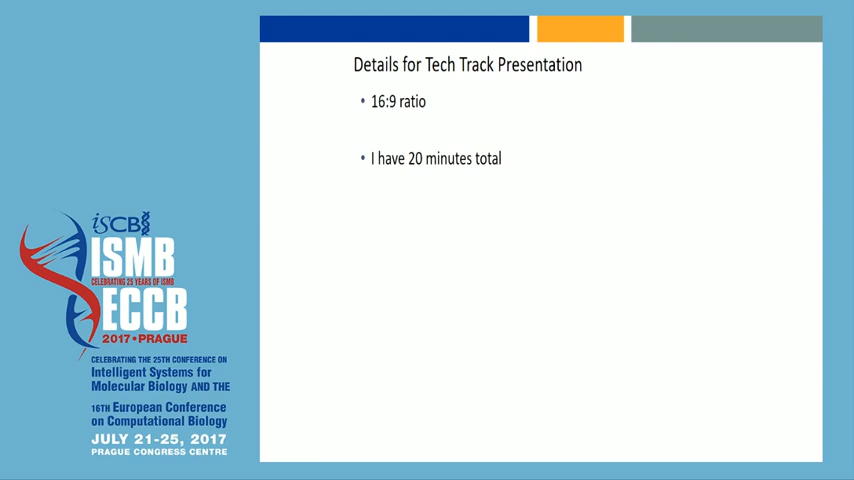 Details for Tech Track Presentation
• 16:9 ratio
• I have 20 minutes total
iSCB
ISMB
CELEBRATING 25 YEARS OF ISMB
ECCB
2017 • PRAGUE
CELEBRATING THE 25TH CONFERENCE ON
Intelligent Systems for
Molecular Biology AND THE
16TH European Conference
on Computational Biology
JULY 21-25, 2017
PRAGUE CONGRESS CENTRE